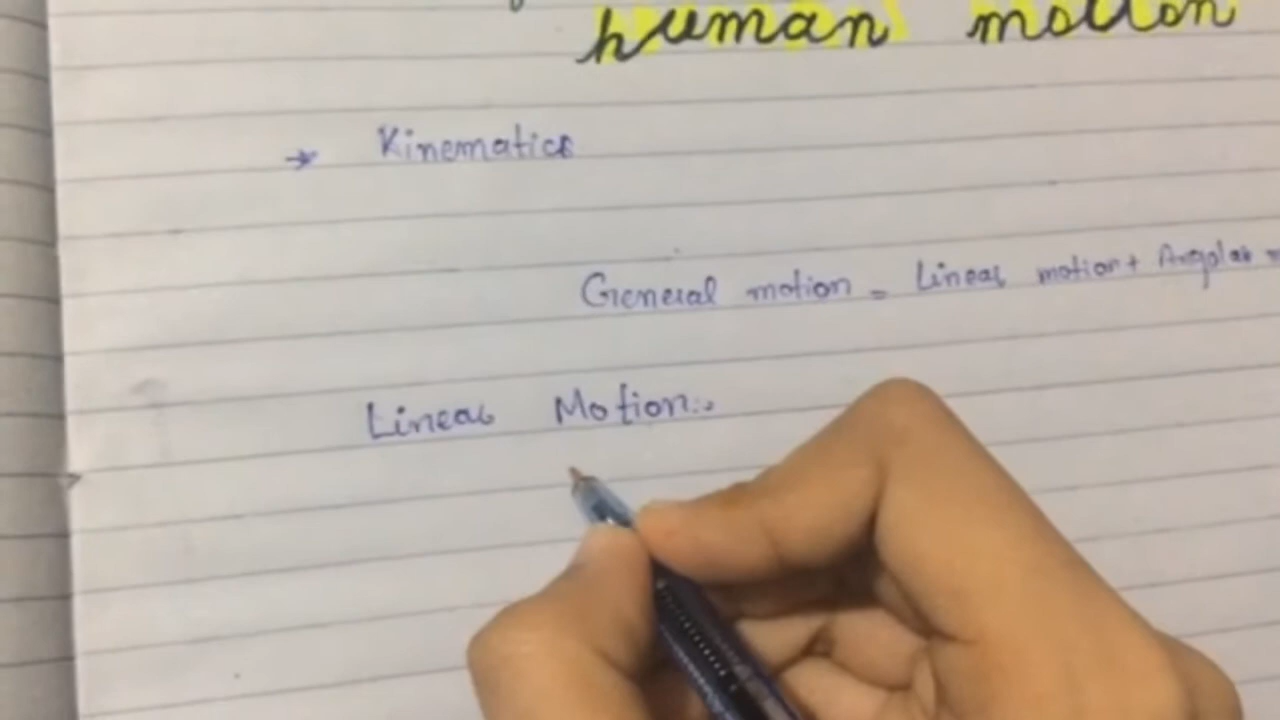 human motion
→ Kinematics
General motion = Linear motion + Angular
Linear Motion:-